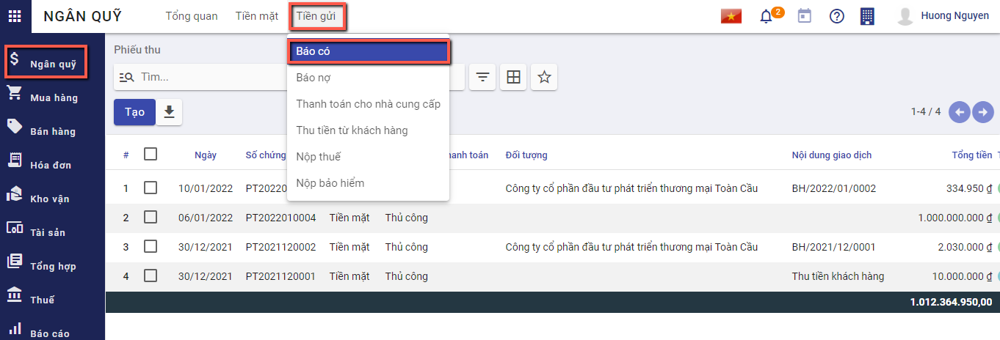 NGÂN QUỸ Tổng quan Tiền mặt Tiền gửi 2 Huong Nguyen
Ngân quỹ
Mua hàng
Bán hàng
Hóa đơn
Kho vận
Tài sản
Tổng hợp
Thuế
Báo cáo
Báo có
Báo nợ
Thanh toán cho nhà cung cấp
Thu tiền từ khách hàng
Nộp thuế
Nộp bảo hiểm
Phiếu thu
Tìm...
Tạo 1-4 / 4
# Ngày Số chứng hanh toán Đối tượng Nội dung giao dịch Tổng tiền
1 10/01/2022 PT20220 Công ty cổ phần đầu tư phát triển thương mại Toàn Cầu BH/2022/01/0002 334.950 ₫
2 06/01/2022 PT2022010004 Tiền mặt Thủ công 1.000.000.000 ₫
3 30/12/2021 PT2021120002 Tiền mặt Thủ công Công ty cổ phần đầu tư phát triển thương mại Toàn Cầu BH/2021/12/0001 2.030.000 ₫
4 30/12/2021 PT2021120001 Tiền mặt Thủ công Thu tiền khách hàng 10.000.000 ₫
1.012.364.950,00